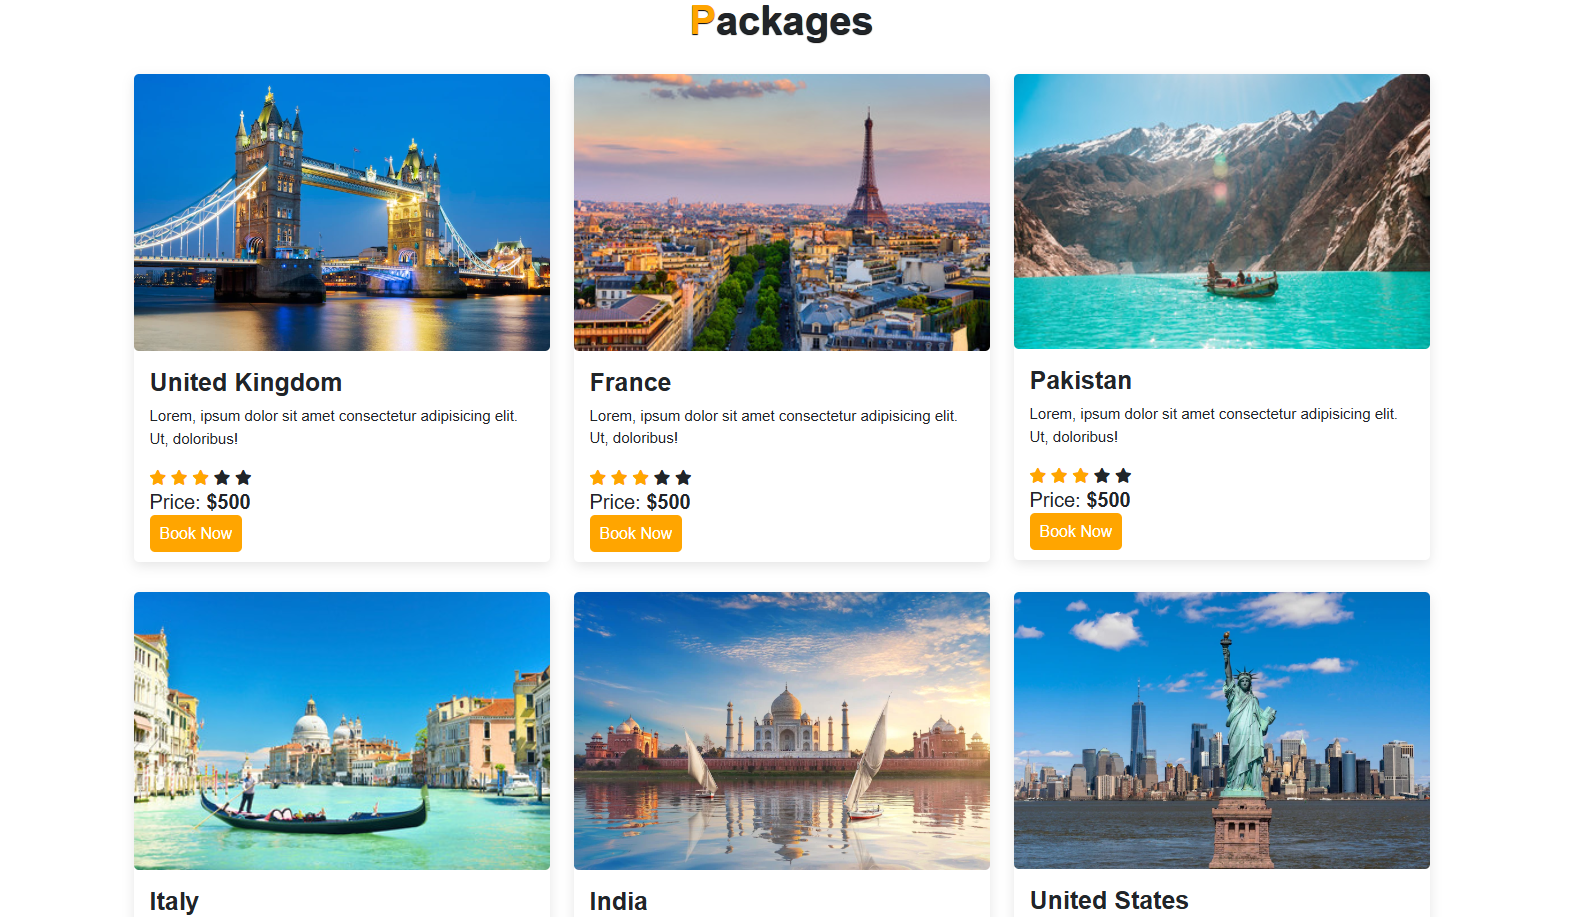 Packages
United Kingdom
Lorem, ipsum dolor sit amet consectetur adipisicing elit.
Ut, doloribus!
Price: $500
Book Now
France
Lorem, ipsum dolor sit amet consectetur adipisicing elit.
Ut, doloribus!
Price: $500
Book Now
Pakistan
Lorem, ipsum dolor sit amet consectetur adipisicing elit.
Ut, doloribus!
Price: $500
Book Now
Italy
India
United States